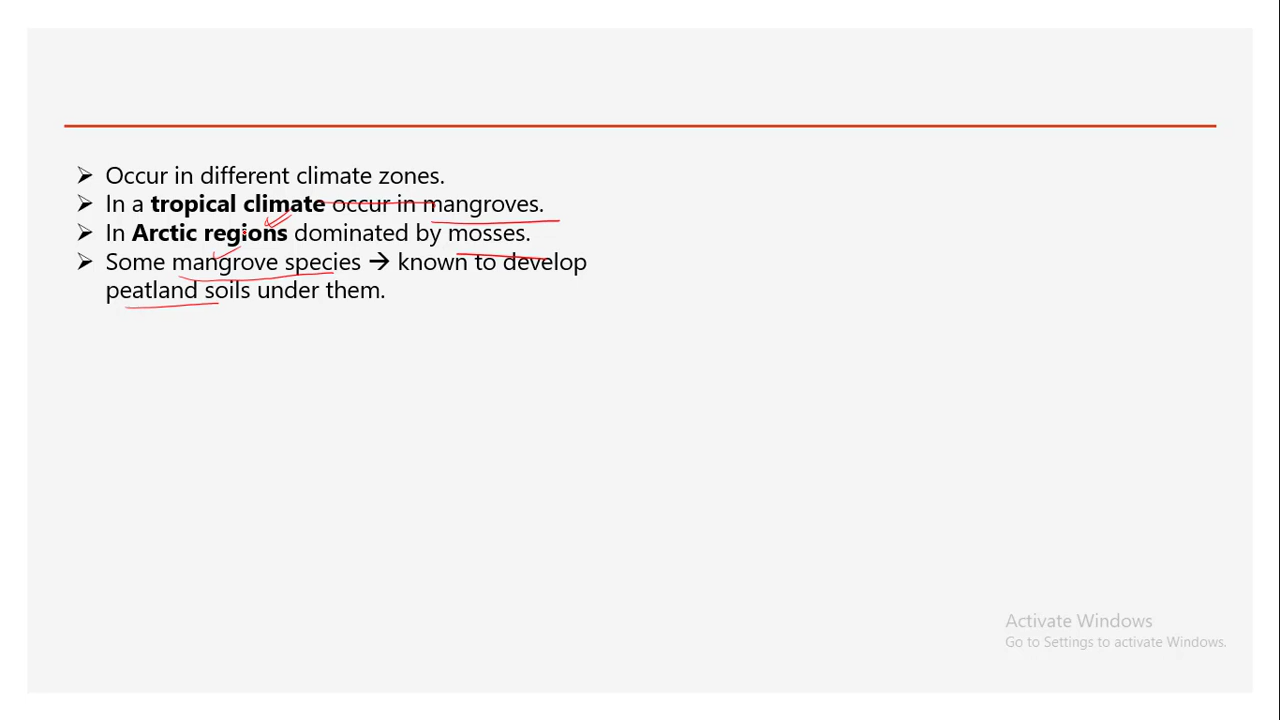 ➢ Occur in different climate zones.
➢ In a tropical climate occur in mangroves.
➢ In Arctic regions dominated by mosses.
➢ Some mangrove species → known to develop
peatland soils under them.
Activate Windows
Go to Settings to activate Windows.